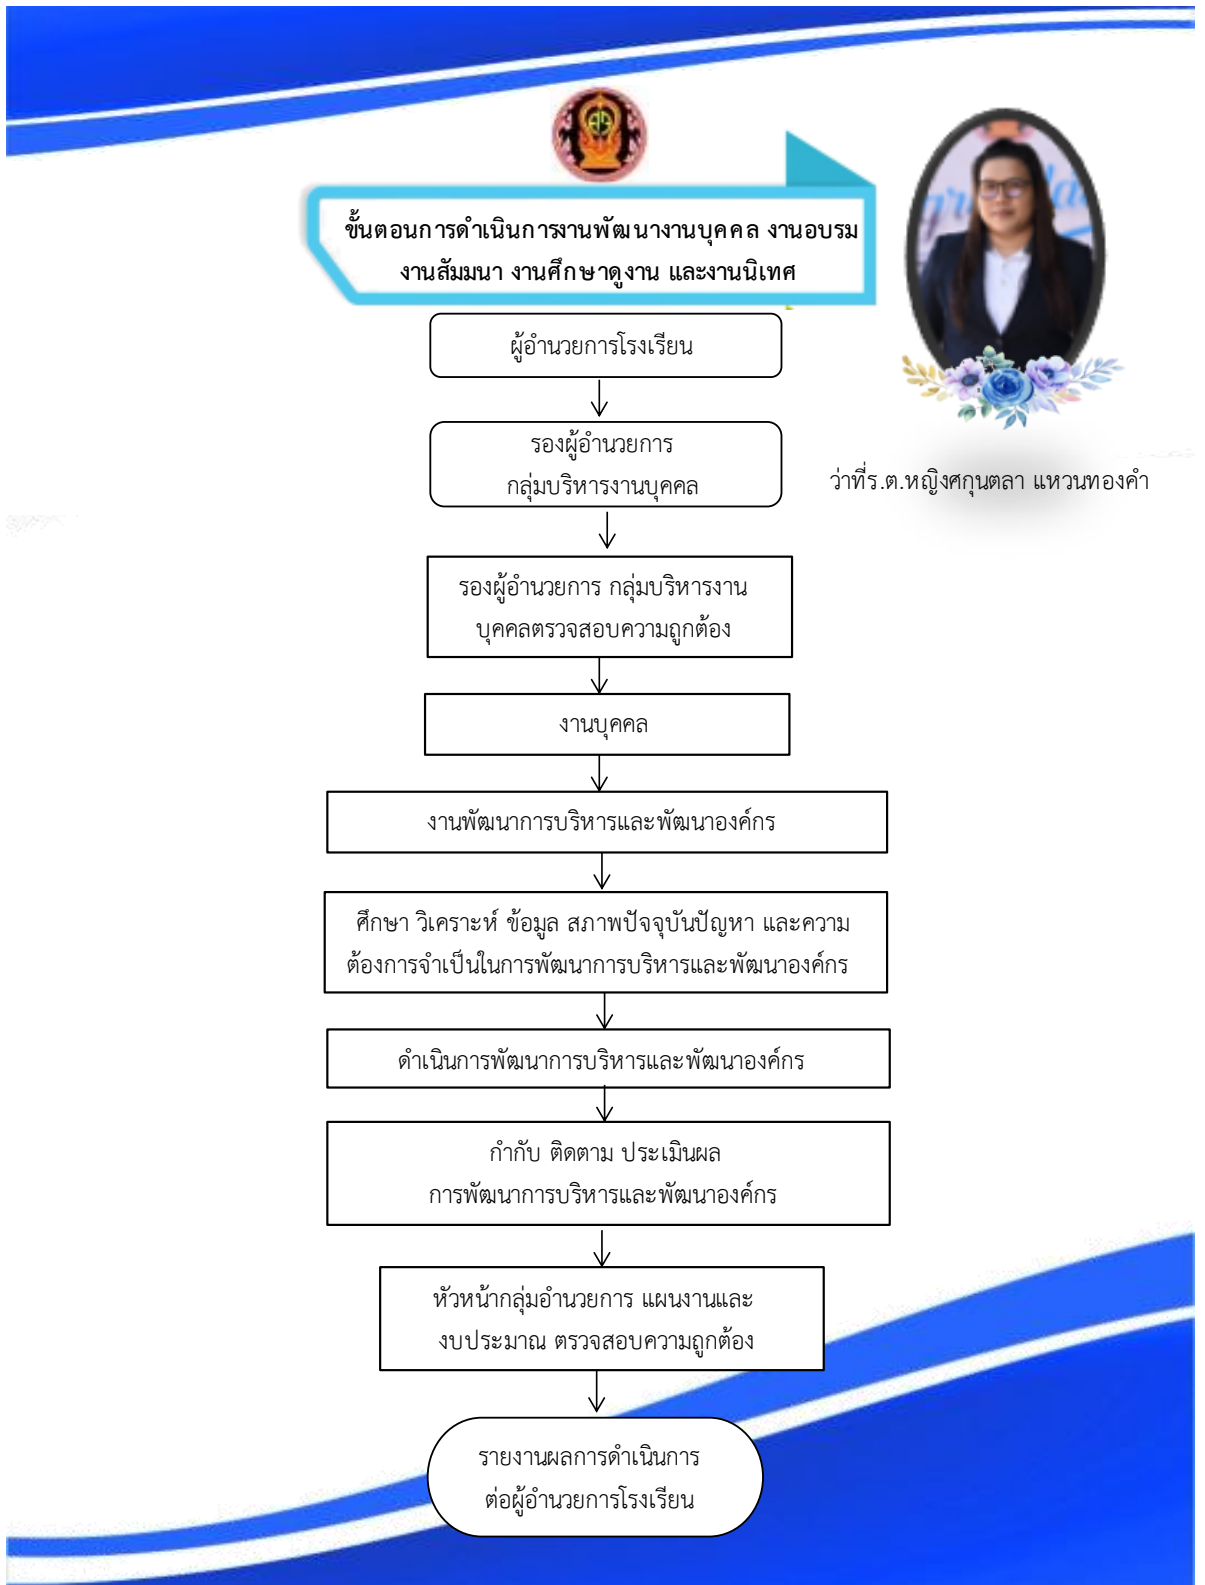 ขั้นตอนการดำเนินการงานพัฒนางานบุคคล งานอบรม
งานสัมมนา งานศึกษาดูงาน และงานนิเทศ
ผู้อำนวยการโรงเรียน
รองผู้อำนวยการ
กลุ่มบริหารงานบุคคล
ว่าที่ร.ต.หญิงศกุนตลา แหวนทองคำ
รองผู้อำนวยการ กลุ่มบริหารงาน
บุคคลตรวจสอบความถูกต้อง
งานบุคคล
งานพัฒนาการบริหารและพัฒนาองค์กร
ศึกษา วิเคราะห์ ข้อมูล สภาพปัจจุบันปัญหา และความ
ต้องการจำเป็นในการพัฒนาการบริหารและพัฒนาองค์กร
ดำเนินการพัฒนาการบริหารและพัฒนาองค์กร
กำกับ ติดตาม ประเมินผล
การพัฒนาการบริหารและพัฒนาองค์กร
หัวหน้ากลุ่มอำนวยการ แผนงานและ
งบประมาณ ตรวจสอบความถูกต้อง
รายงานผลการดำเนินการ
ต่อผู้อำนวยการโรงเรียน